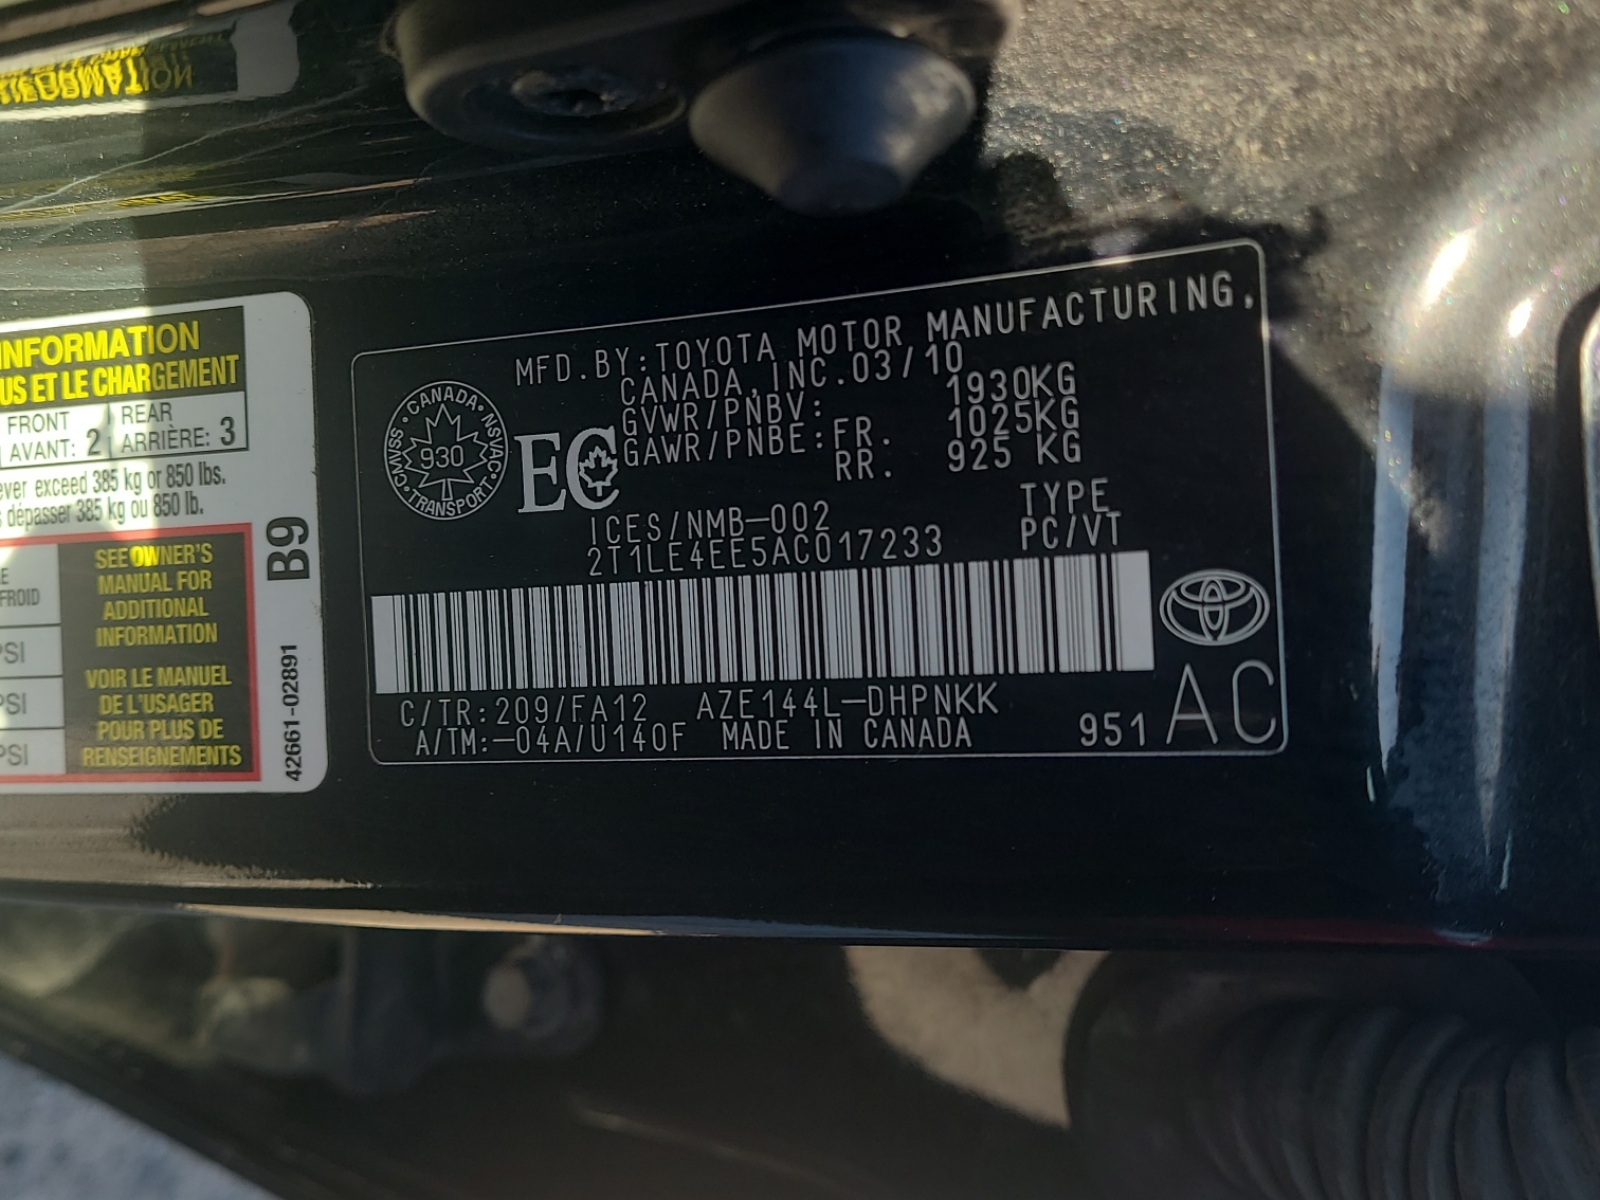 INFORMATION
INFORMATION
US ET LE CHARGEMENT
FRONT
AVANT: 2
REAR
ARRIÈRE: 3
ever exceed 385 kg or 850 lbs.
dépasser 385 kg ou 850 lb.
FROID
PSI
PSI
PSI
SEE OWNER'S
MANUAL FOR
ADDITIONAL
INFORMATION
VOIR LE MANUEL
DE L'USAGER
POUR PLUS DE
RENSEIGNEMENTS
B9
42661-02891
MFD.BY:TOYOTA MOTOR MANUFACTURING,
CANADA,INC.03/10
GVWR/PNBV: 1930KG
GAWR/PNBE:FR. 1025KG
RR. 925 KG
·CANADA·NSVAC·TRANSPORT·CMVSS
930
EC
ICES/NMB-002
TYPE
2T1LE4EE5AC017233
PC/VT
C/TR:209/FA12 AZE144L-DHPNKK
A/TM:-04A/U140F MADE IN CANADA
951 AC